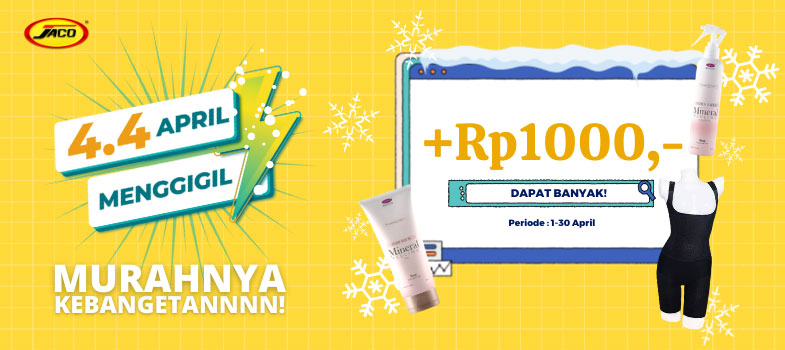 JACO
4.4 APRIL
MENGGIGIL
MURAHNYA
KEBANGETANNNN!
+Rp1000,-
DAPAT BANYAK!
Periode : 1-30 April
Mineral
Mineral